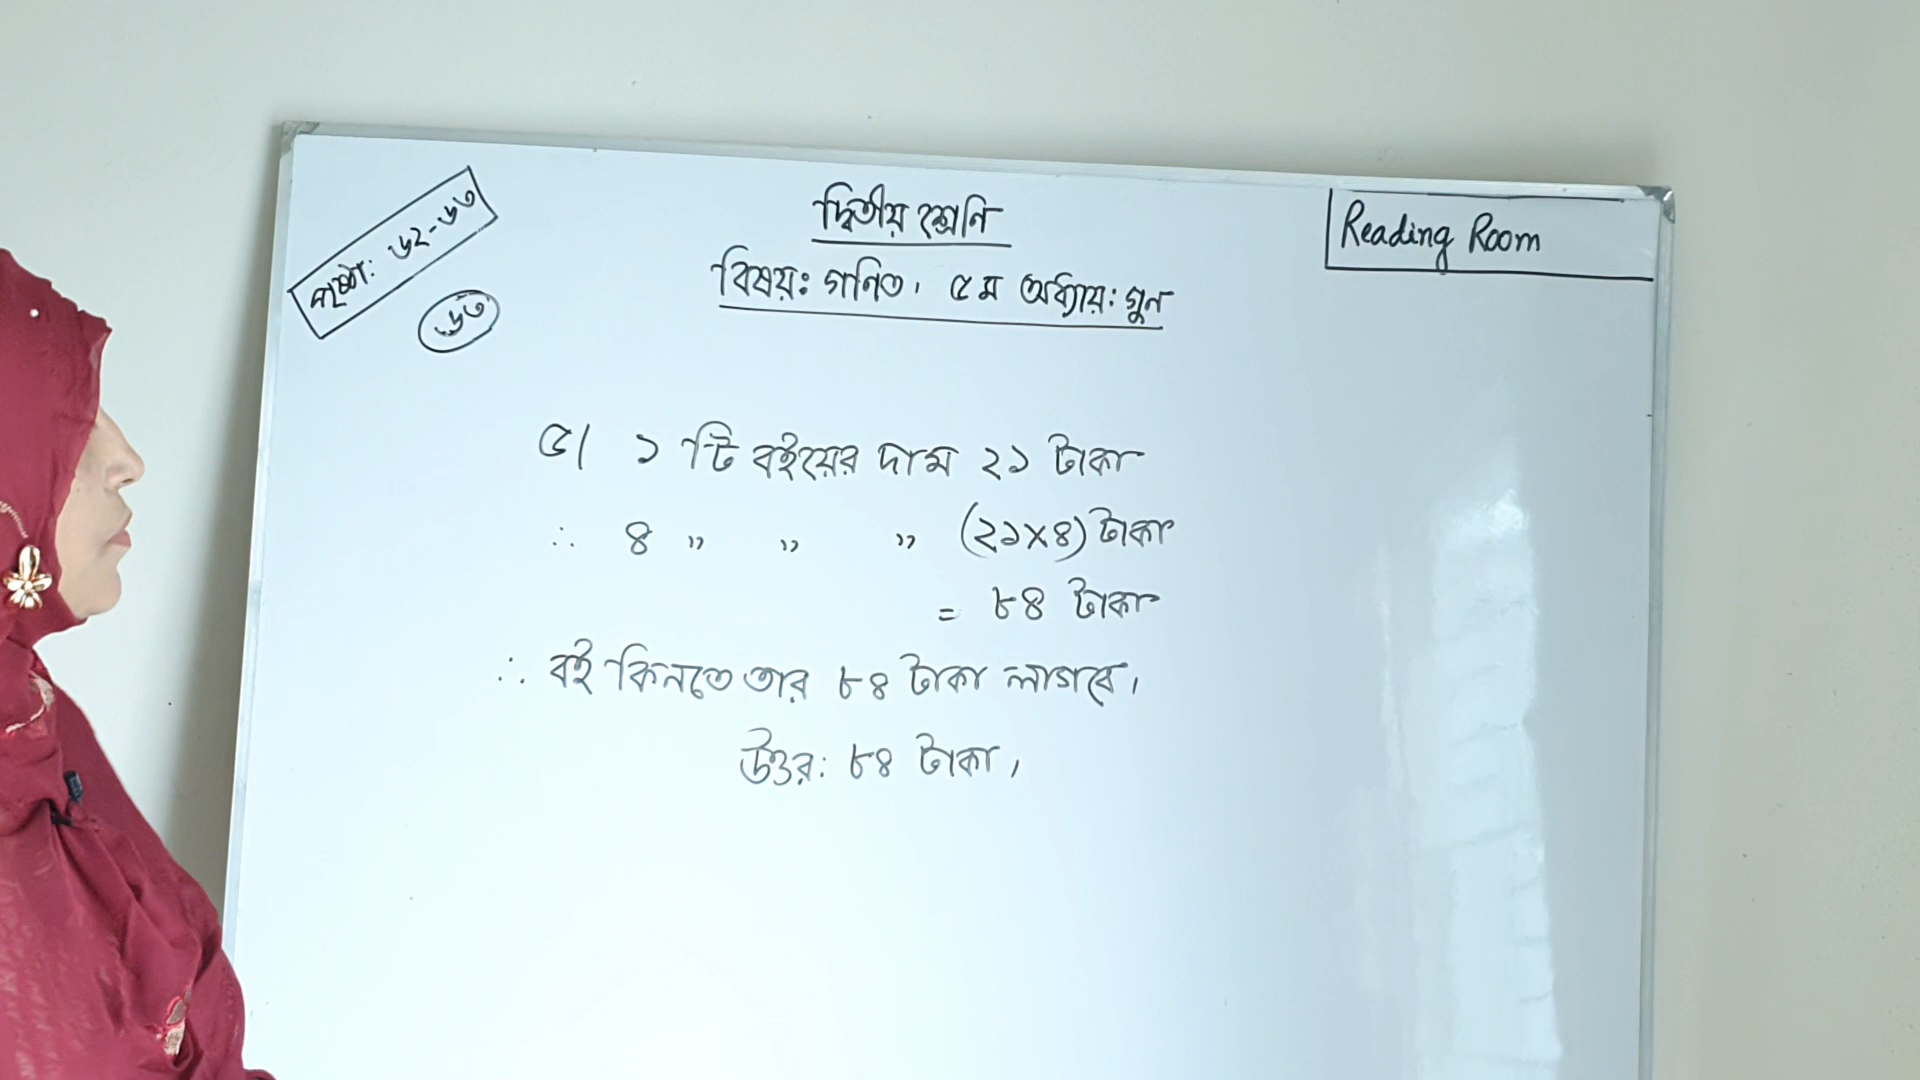 পৃষ্ঠা: ৬২-৬৩
৬৩
দ্বিতীয় শ্রেনি
বিষয়ঃ গনিত, ৫ম অধ্যায়: গুন
Reading Room
৫। ১ টি বইয়ের দাম ২১ টাকা
∴ ৪ " " " (২১×৪) টাকা
= ৮৪ টাকা
∴ বই কিনতে তার ৮৪ টাকা লাগবে।
উত্তর: ৮৪ টাকা।